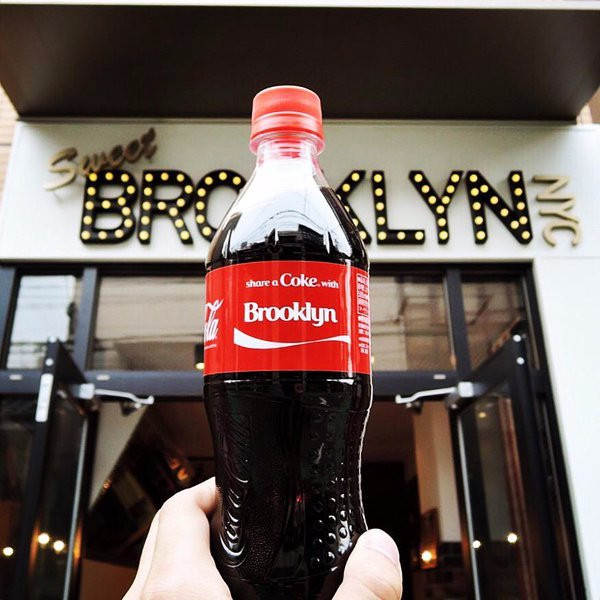 Sweet
BROOKLYN
NYC
share a Coke with
Brooklyn